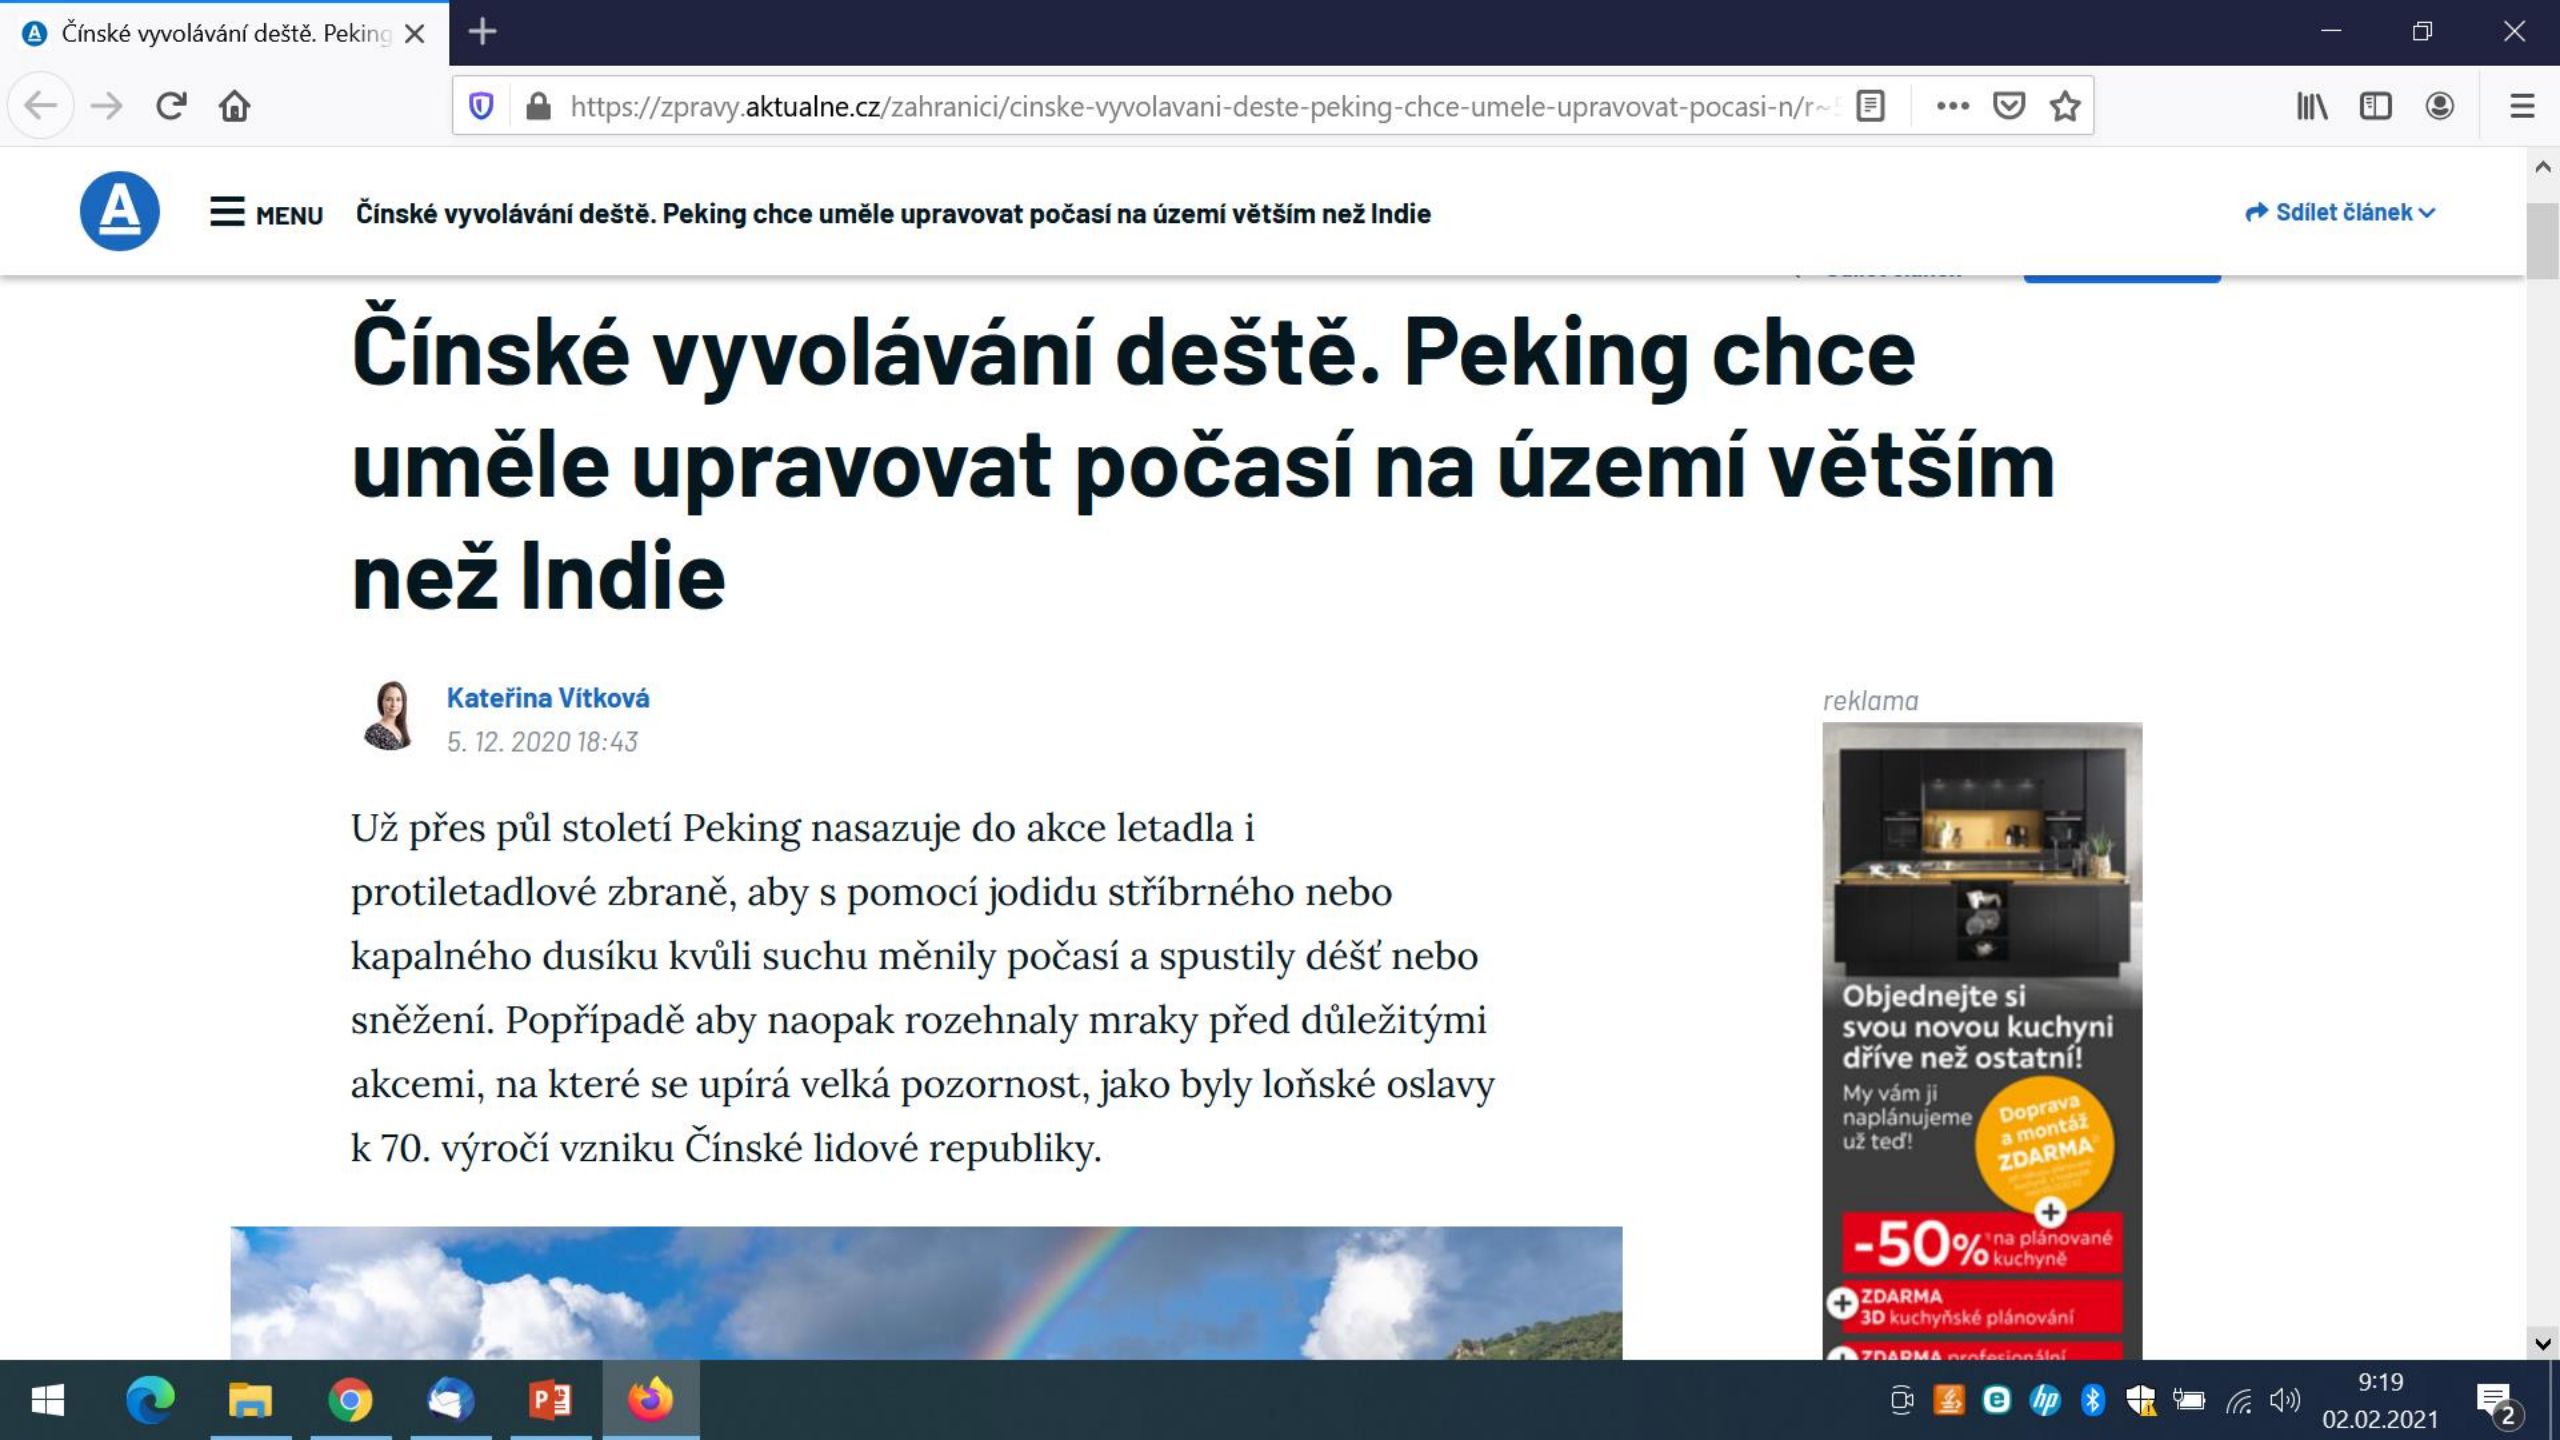 Čínské vyvolávání deště. Peking
https://zpravy.aktualne.cz/zahranici/cinske-vyvolavani-deste-peking-chce-umele-upravovat-pocasi-n/r~
A
MENU
Čínské vyvolávání deště. Peking chce uměle upravovat počasí na území větším než Indie
Sdílet článek
Čínské vyvolávání deště. Peking chce
uměle upravovat počasí na území větším
než Indie
Kateřina Vítková
5. 12. 2020 18:43
Už přes půl století Peking nasazuje do akce letadla i
protiletadlové zbraně, aby s pomocí jodidu stříbrného nebo
kapalného dusíku kvůli suchu měnily počasí a spustily déšť nebo
sněžení. Popřípadě aby naopak rozehnaly mraky před důležitými
akcemi, na které se upírá velká pozornost, jako byly loňské oslavy
k 70. výročí vzniku Čínské lidové republiky.
reklama
Objednejte si
svou novou kuchyni
dříve než ostatní!
My vám ji
naplánujeme
už teď!
Doprava
a montáž
ZDARMA
-50% na plánované
kuchyně
ZDARMA
3D kuchyňské plánování
ZDARMA profesionální
9:19
02.02.2021
2